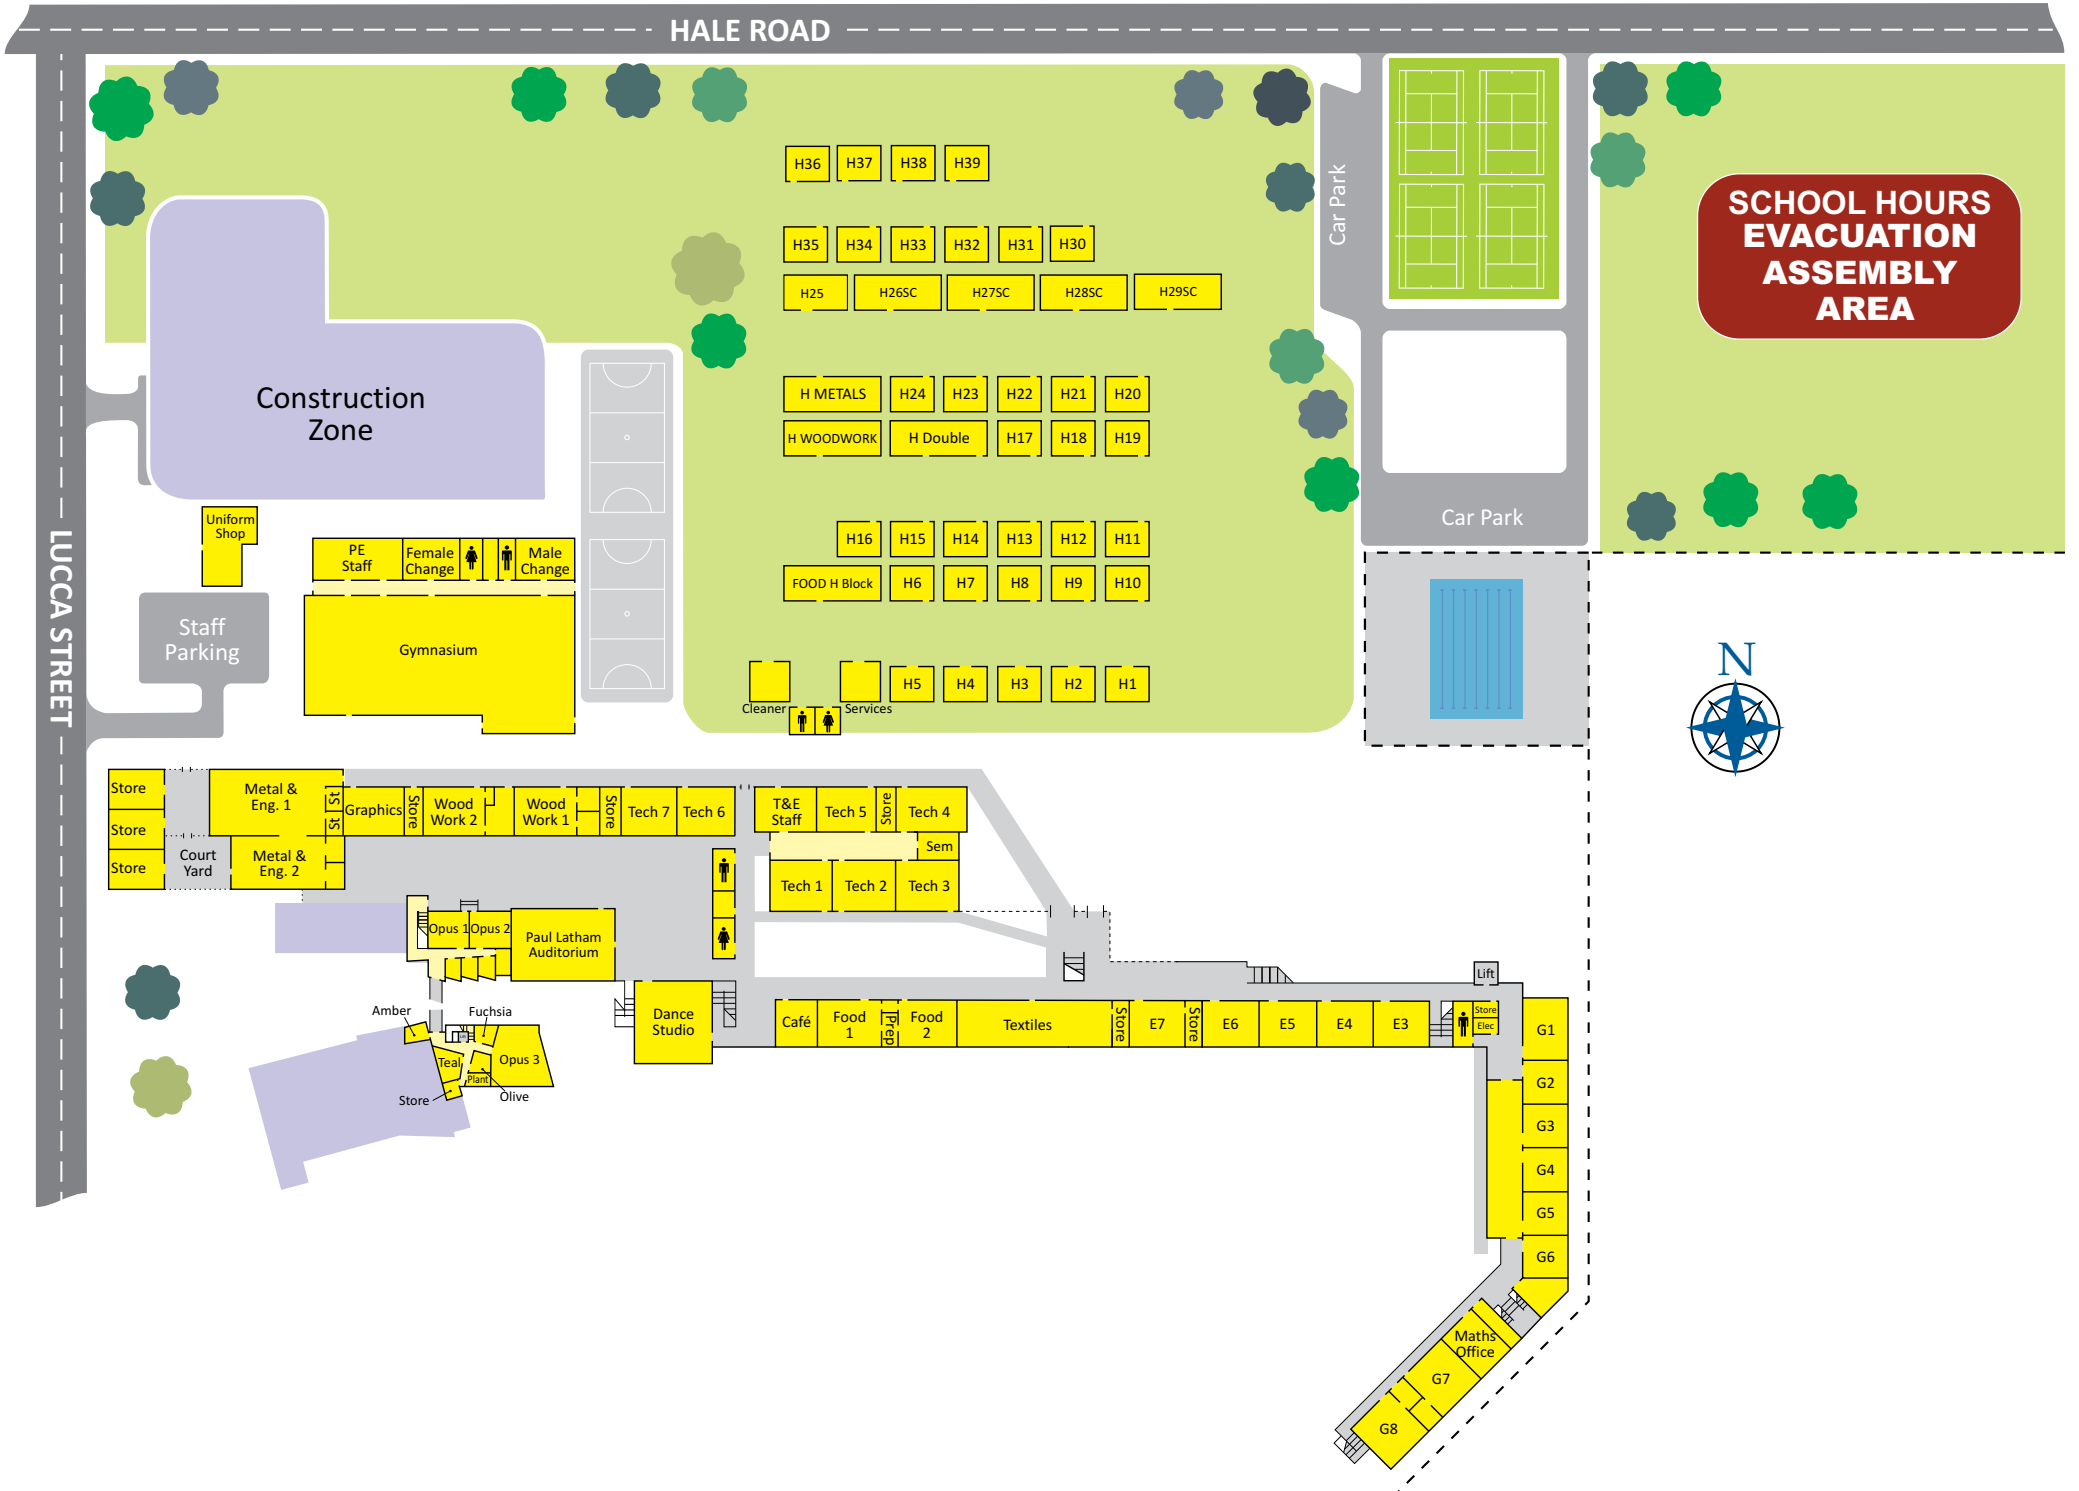 HALE ROAD
LUCCA STREET
Car Park
SCHOOL HOURS
EVACUATION
ASSEMBLY
AREA
H36
H37
H38
H39
H35
H34
H33
H32
H31
H30
H25
H26SC
H27SC
H28SC
H29SC
Construction
Zone
H METALS
H24
H23
H22
H21
H20
H WOODWORK
H Double
H17
H18
H19
Car Park
Uniform
Shop
PE
Staff
Female
Change
Male
Change
H16
H15
H14
H13
H12
H11
FOOD H Block
H6
H7
H8
H9
H10
Staff
Parking
Gymnasium
N
Cleaner
Services
H5
H4
H3
H2
H1
Store
Store
Store
Court
Yard
Metal &
Eng. 1
Metal &
Eng. 2
St
St
Graphics
Store
Wood
Work 2
Wood
Work 1
Store
Tech 7
Tech 6
T&E
Staff
Tech 5
Store
Tech 4
Sem
Tech 1
Tech 2
Tech 3
Opus 1
Opus 2
Paul Latham
Auditorium
Amber
Fuchsia
Teal
Opus 3
Plant
Olive
Store
Dance
Studio
Café
Food
1
Prep
Food
2
Textiles
Store
E7
Store
E6
E5
E4
E3
Lift
Store
Elec
G1
G2
G3
G4
G5
G6
Maths
Office
G7
G8